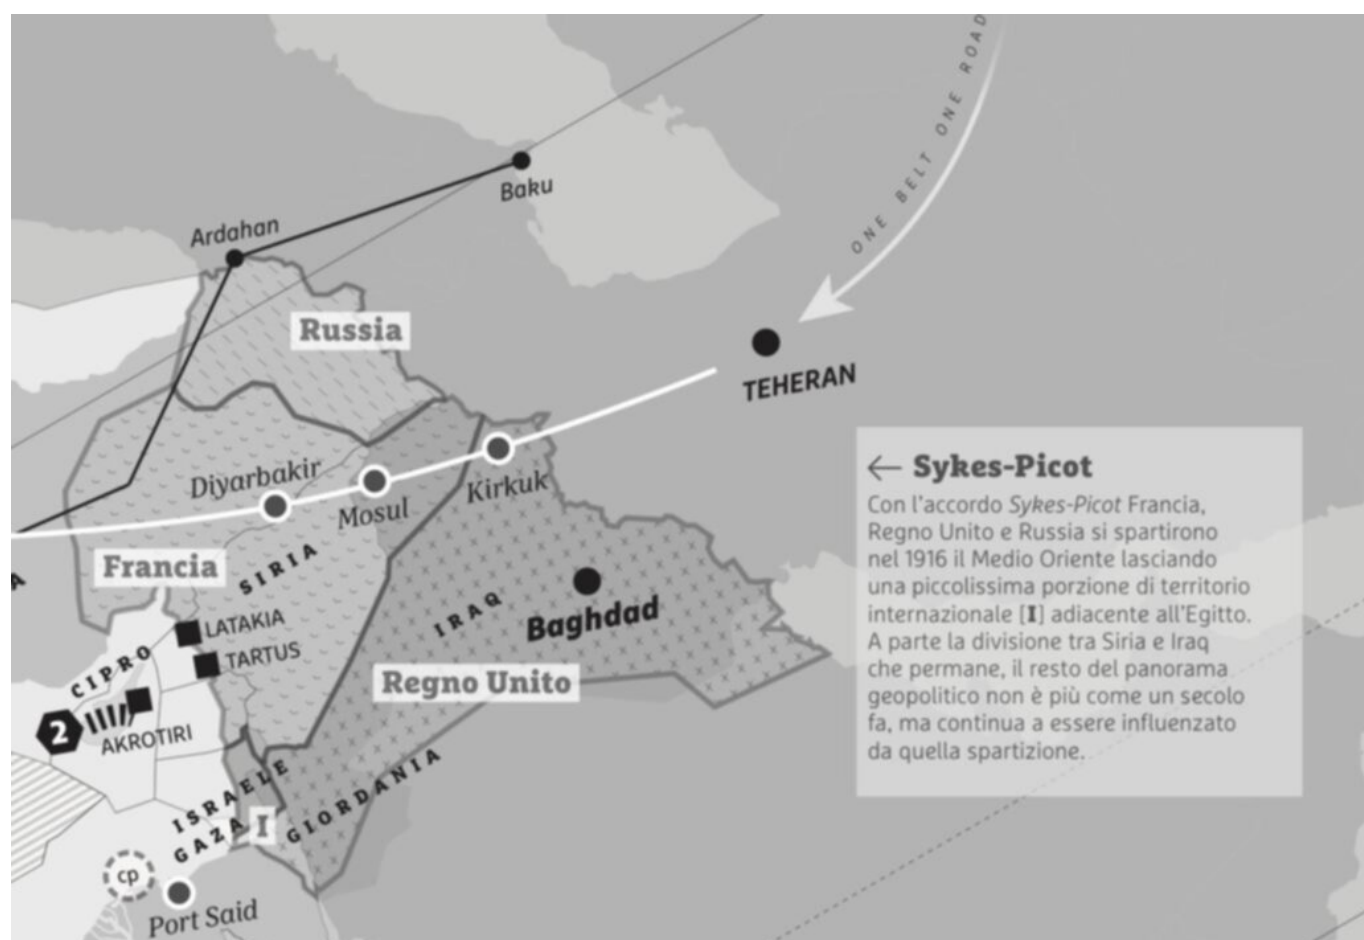 ONE BELT ONE ROAD
Baku
Ardahan
Russia
TEHERAN
Diyarbakir
Mosul
Kirkuk
← Sykes-Picot
Con l'accordo Sykes-Picot Francia,
Regno Unito e Russia si spartirono
nel 1916 il Medio Oriente lasciando
una piccolissima porzione di territorio
internazionale [I] adiacente all'Egitto.
A parte la divisione tra Siria e Iraq
che permane, il resto del panorama
geopolitico non è più come un secolo
fa, ma continua a essere influenzato
da quella spartizione.
Francia
SIRIA
A
IRAQ
Baghdad
LATAKIA
TARTUS
CIPRO
Regno Unito
2
AKROTIRI
ISRAELE
GAZA
I
GIORDANIA
cp
Port Said